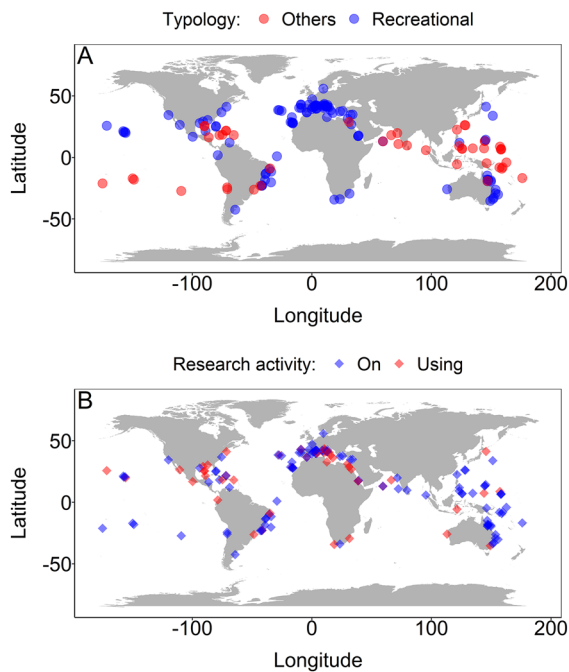 Typology: Others Recreational
A
50
0
-50
Latitude
-100 0 100 200
Longitude
Research activity: On Using
B
50
0
-50
Latitude
-100 0 100 200
Longitude